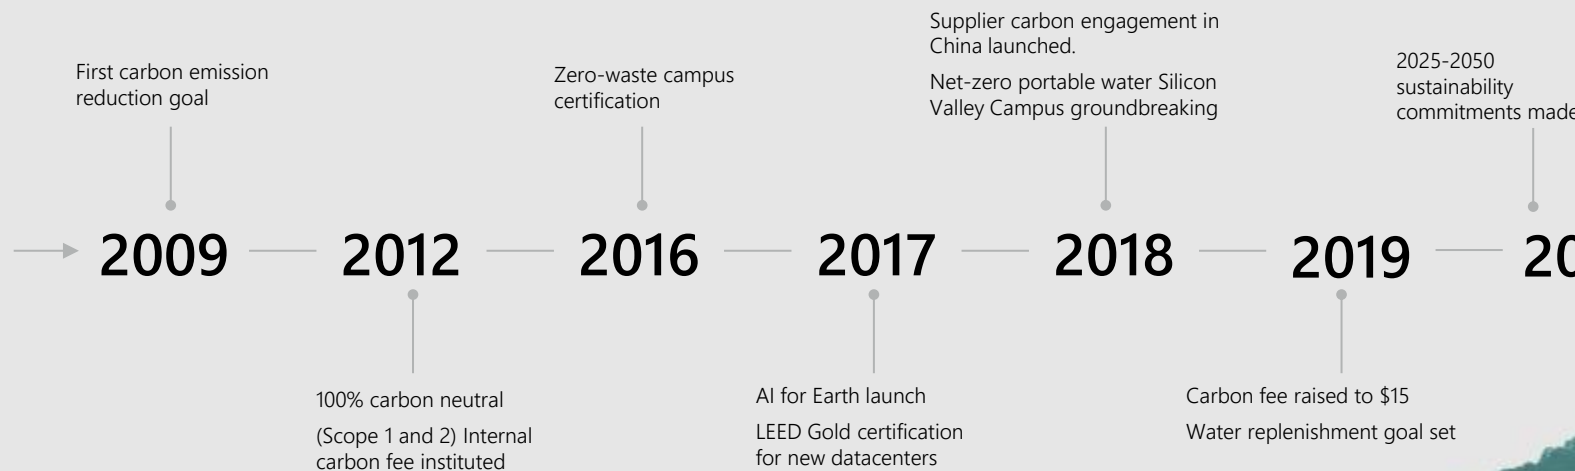 First carbon emission
reduction goal
Zero-waste campus
certification
Supplier carbon engagement in
China launched.
Net-zero portable water Silicon
Valley Campus groundbreaking
2025-2050
sustainability
commitments made
2009
2012
2016
2017
2018
2019
20
100% carbon neutral
(Scope 1 and 2) Internal
carbon fee instituted
AI for Earth launch
LEED Gold certification
for new datacenters
Carbon fee raised to $15
Water replenishment goal set